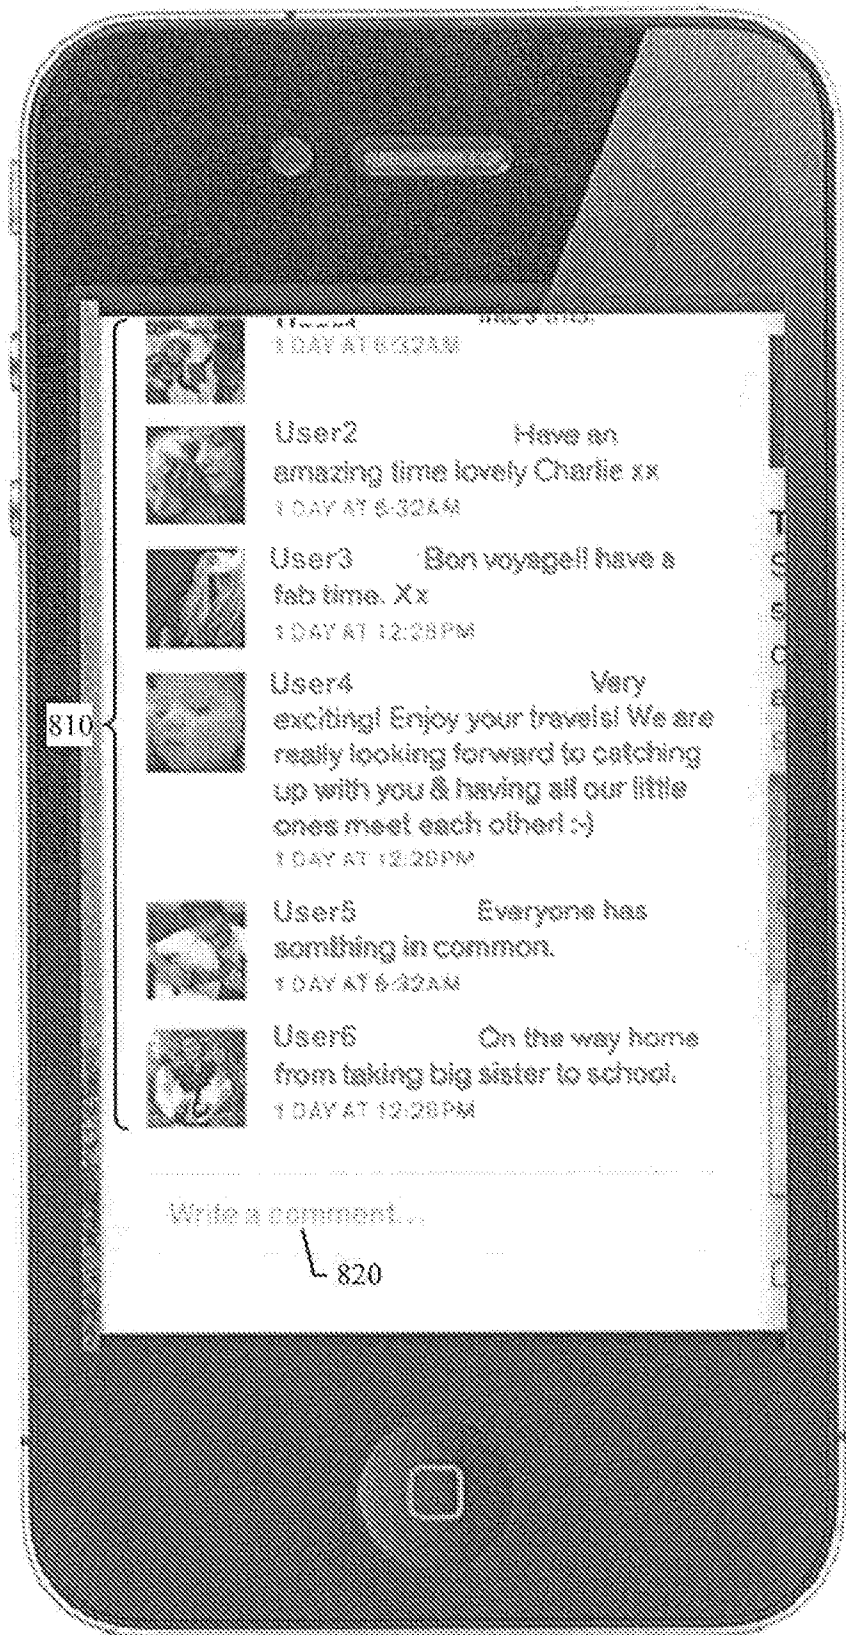 likes this.
1 DAY AT 6:32AM
User2 Have an
amazing time lovely Charlie xx
1 DAY AT 6:32AM
User3 Bon voyage!! have a
fab time. Xx
1 DAY AT 12:28PM
810
User4 Very
exciting! Enjoy your travels! We are
really looking forward to catching
up with you & having all our little
ones meet each other! :-)
1 DAY AT 12:28PM
User5 Everyone has
somthing in common.
1 DAY AT 6:32AM
User6 On the way home
from taking big sister to school.
1 DAY AT 12:28PM
Write a comment...
820